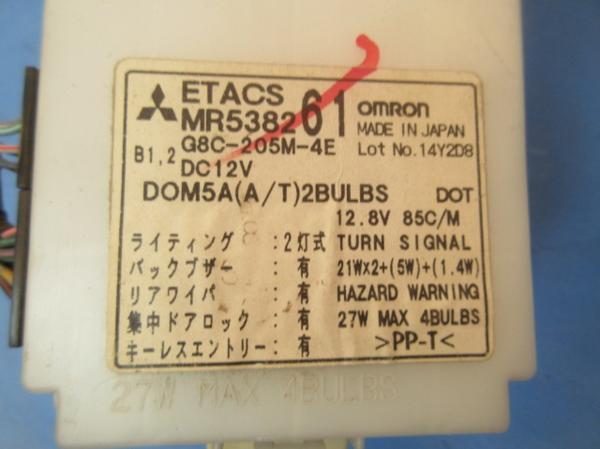 ETACS
MR538261 OMRON
MADE IN JAPAN
B1,2 G8C-205M-4E Lot No.14Y2D8
DC12V
DOM5A(A/T)2BULBS DOT
12.8V 85C/M
ライティング :2灯式 TURN SIGNAL
バックブザー :有 21W×2+(5W)+(1.4W)
リアワイパ :有 HAZARD WARNING
集中ドアロック:有 27W MAX 4BULBS
キーレスエントリー:有 >PP-T<
27W MAX 4BULBS